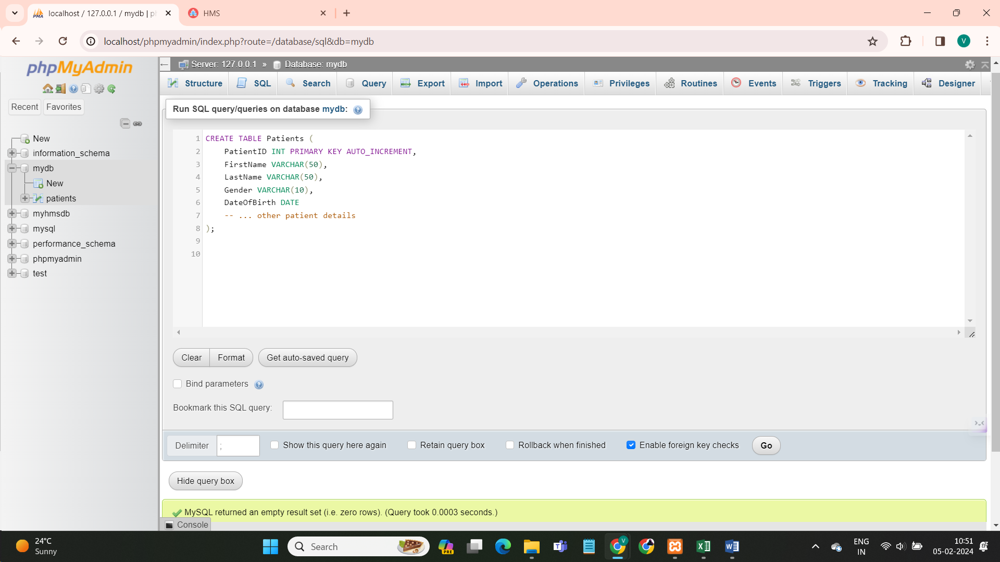 localhost / 127.0.0.1 / mydb | ph
HMS
localhost/phpmyadmin/index.php?route=/database/sql&db=mydb
V
phpMyAdmin
Recent
Favorites
New
information_schema
mydb
New
patients
myhmsdb
mysql
performance_schema
phpmyadmin
test
Server: 127.0.0.1 » Database: mydb
Structure
SQL
Search
Query
Export
Import
Operations
Privileges
Routines
Events
Triggers
Tracking
Designer
Run SQL query/queries on database mydb:
1 CREATE TABLE Patients (
2 PatientID INT PRIMARY KEY AUTO_INCREMENT,
3 FirstName VARCHAR(50),
4 LastName VARCHAR(50),
5 Gender VARCHAR(10),
6 DateOfBirth DATE
7 -- ... other patient details
8 );
9
10
Clear
Format
Get auto-saved query
Bind parameters
Bookmark this SQL query:
Delimiter ;
Show this query here again
Retain query box
Rollback when finished
Enable foreign key checks
Go
Hide query box
MySQL returned an empty result set (i.e. zero rows). (Query took 0.0003 seconds.)
Console
24°C
Sunny
Search
PRE
ENG
IN
10:51
05-02-2024